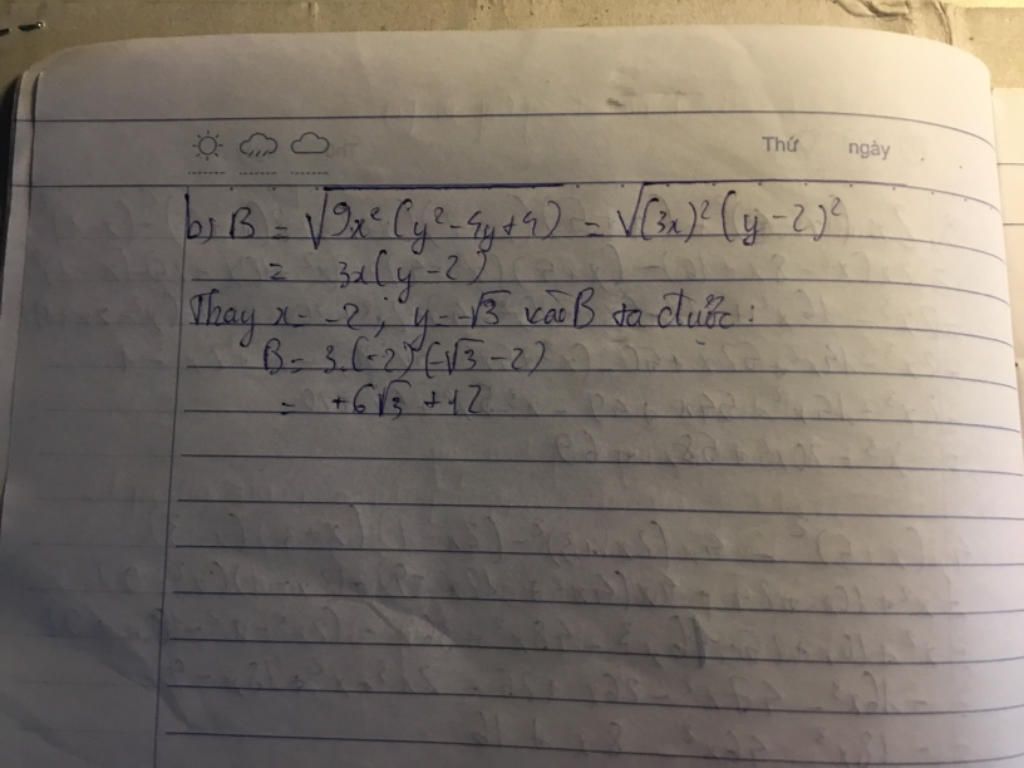 Thứ ngày
b) B = √9x²(y²-4y+4) = √(3x)²(y-2)²
= 3x(y-2)
Thay x = -2; y = -√3 vào B ta được:
B = 3.(-2)(-√3-2)
= +6√3 +12